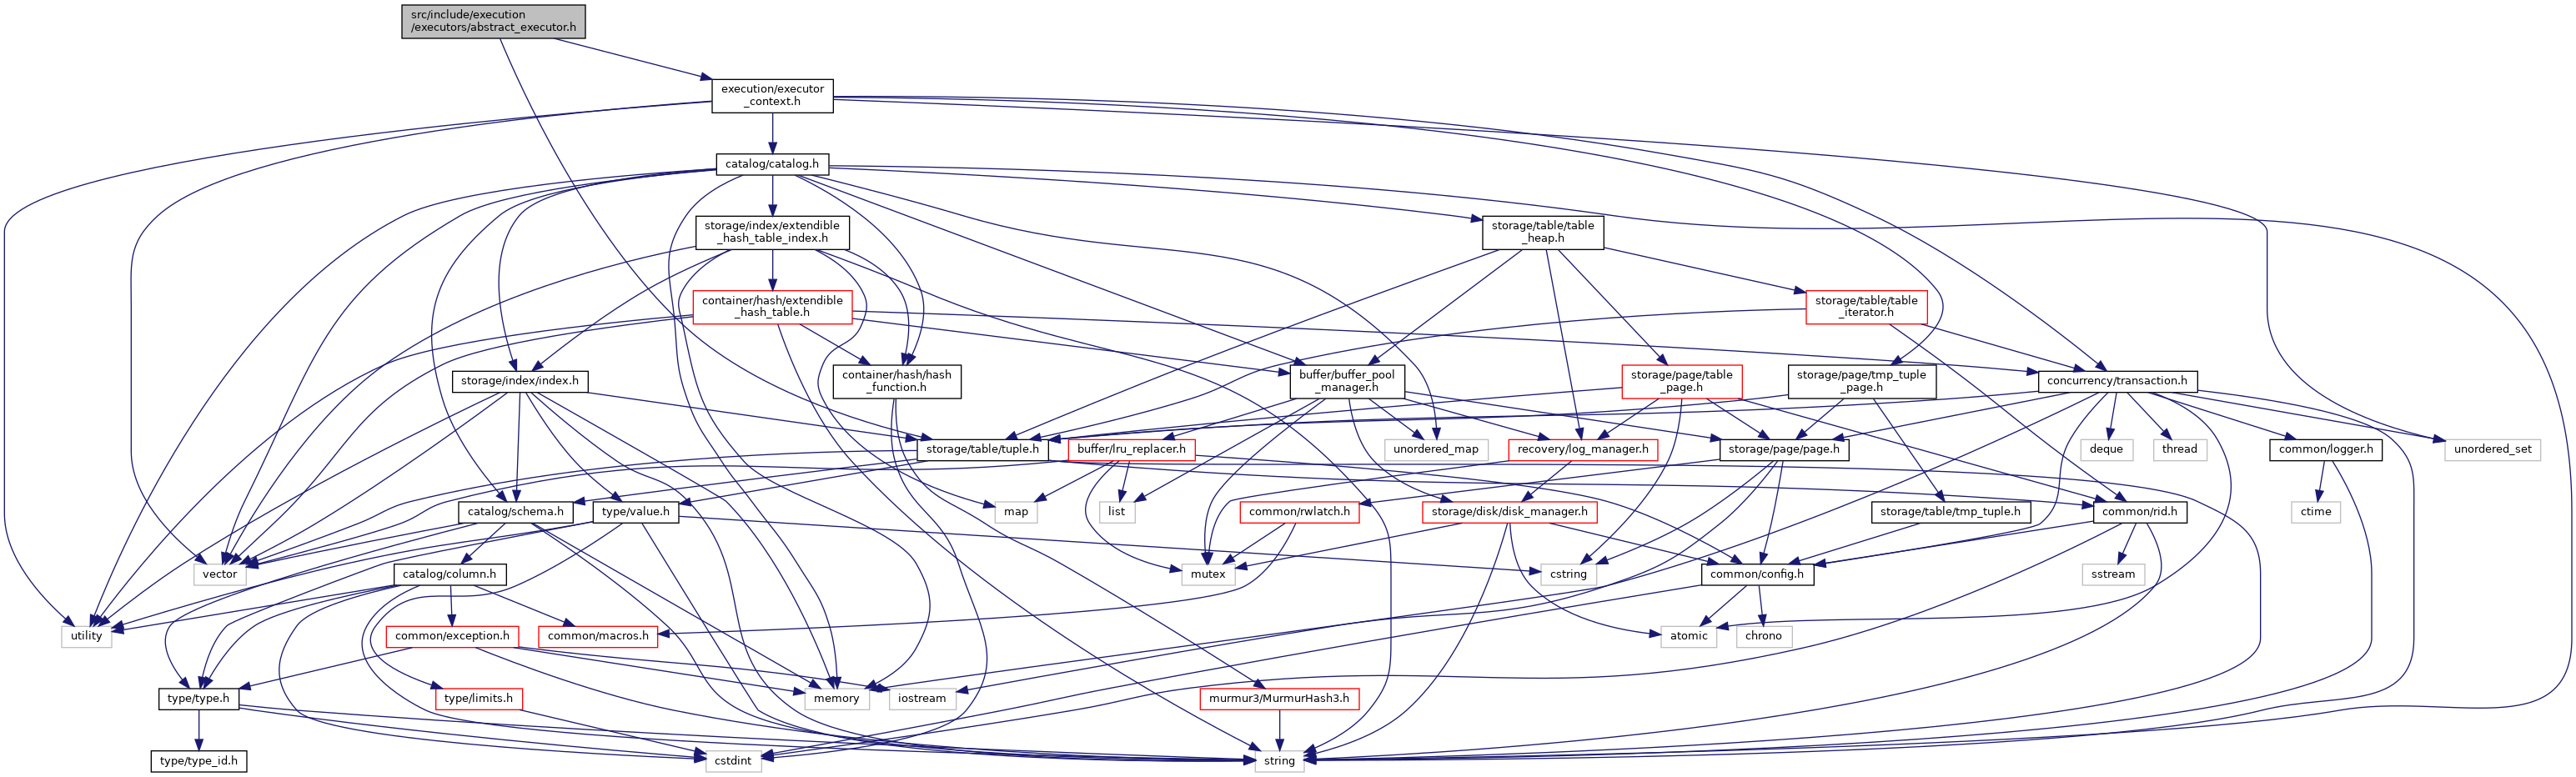 src/include/execution
/executors/abstract_executor.h
execution/executor
_context.h
catalog/catalog.h
storage/index/extendible
_hash_table_index.h
storage/table/table
_heap.h
container/hash/extendible
_hash_table.h
storage/table/table
_iterator.h
storage/index/index.h
container/hash/hash
_function.h
buffer/buffer_pool
_manager.h
storage/page/table
_page.h
storage/page/tmp_tuple
_page.h
concurrency/transaction.h
storage/table/tuple.h
buffer/lru_replacer.h
unordered_map
recovery/log_manager.h
storage/page/page.h
deque
thread
common/logger.h
unordered_set
catalog/schema.h
type/value.h
map
list
common/rwlatch.h
storage/disk/disk_manager.h
storage/table/tmp_tuple.h
common/rid.h
ctime
vector
catalog/column.h
cstring
mutex
common/config.h
sstream
utility
common/exception.h
common/macros.h
atomic
chrono
type/type.h
type/limits.h
memory
iostream
murmur3/MurmurHash3.h
type/type_id.h
cstdint
string